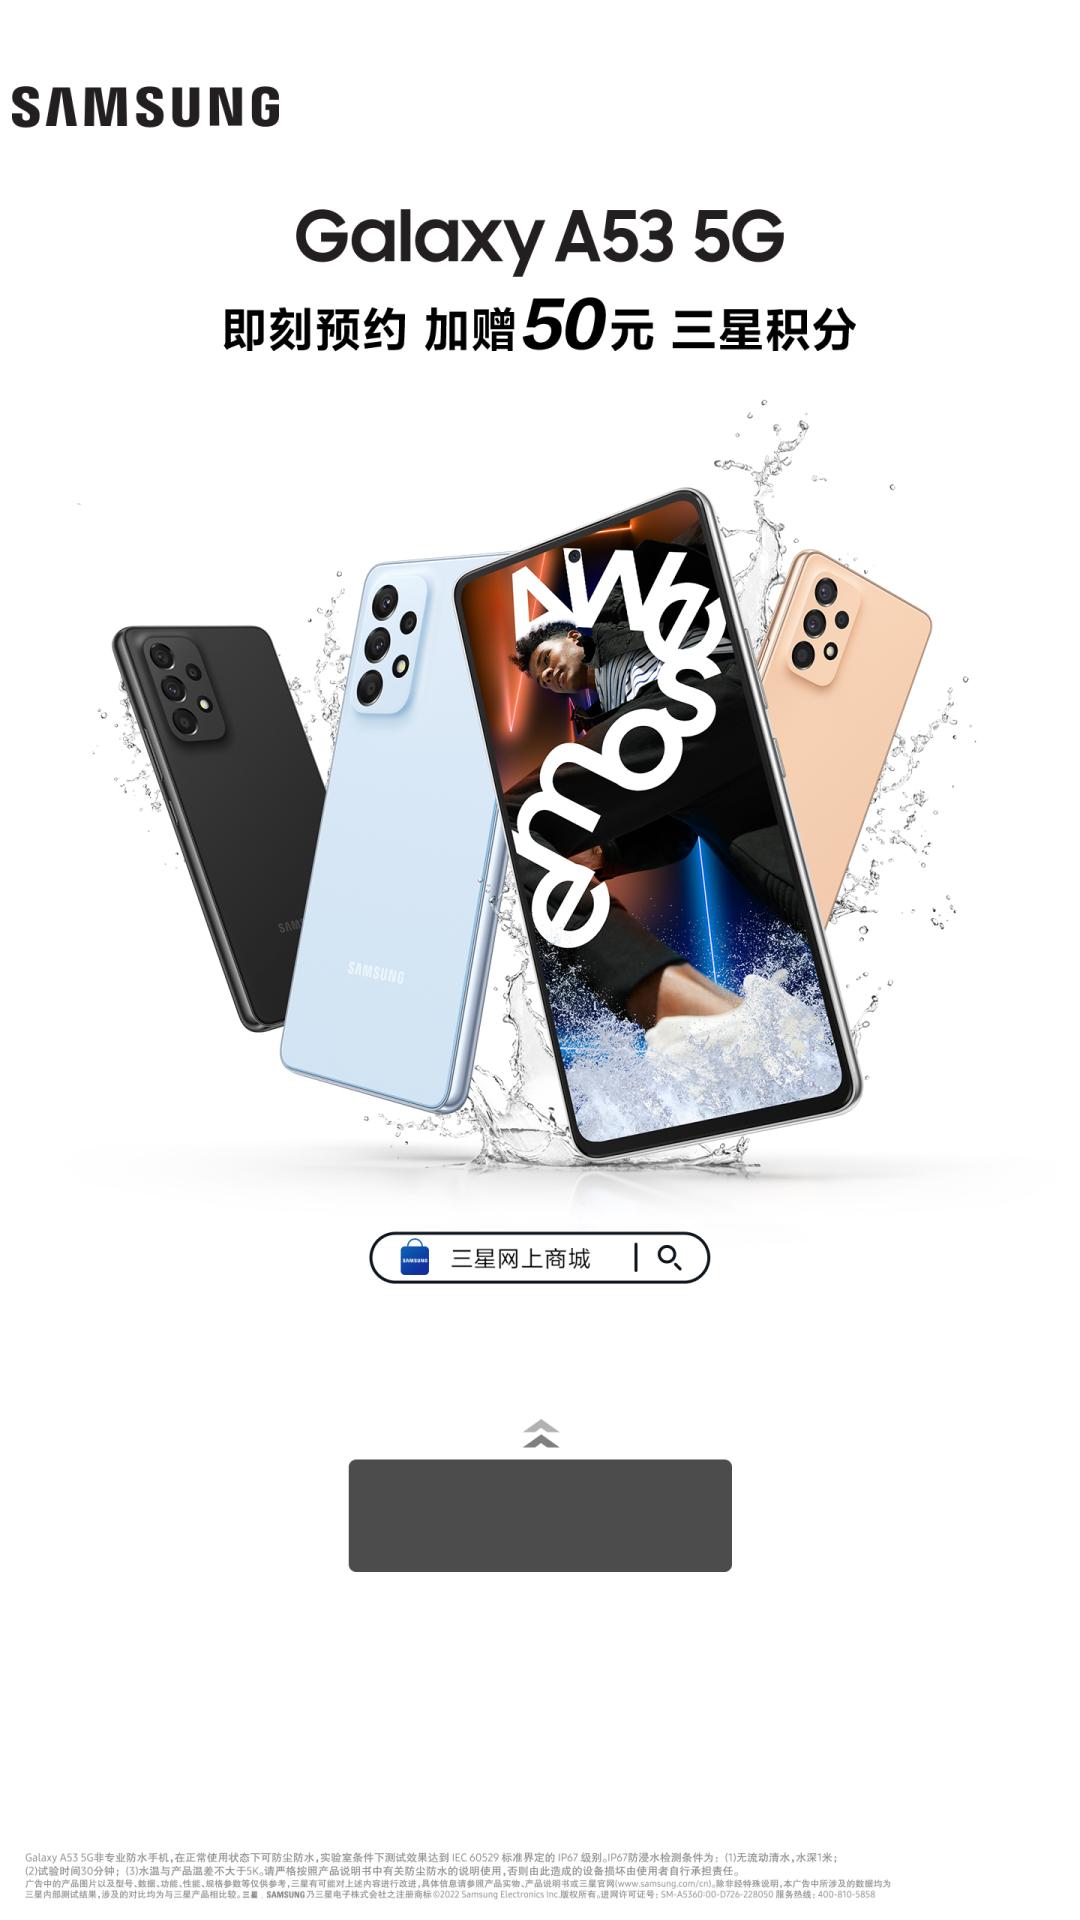 SAMSUNG
Galaxy A53 5G
即刻预约 加赠50元 三星积分
Awe
some
SAMSUNG
SAMSUNG 三星网上商城
Galaxy A53 5G非专业防水手机,在正常使用状态下可防尘防水,实验室条件下测试效果达到 IEC 60529 标准界定的 IP67 级别。IP67防浸水检测条件为: (1)无流动清水,水深1米;
(2)试验时间30分钟; (3)水温与产品温差不大于5K。请严格按照产品说明书中有关防尘防水的说明使用,否则由此造成的设备损坏由使用者自行承担责任。
广告中的产品图片以及型号、数据、功能、性能、规格参数等仅供参考,三星有可能对上述内容进行改进,具体信息请参照产品实物、产品说明书或三星官网(www.samsung.com/cn)。除非经特殊说明,本广告中所涉及的数据均为
三星内部测试结果,涉及的对比均为与三星产品相比较。三星 . SAMSUNG乃三星电子株式会社之注册商标 ©2022 Samsung Electronics Inc.版权所有。进网许可证号: SM-A5360:00-D726-228050 服务热线: 400-810-5858